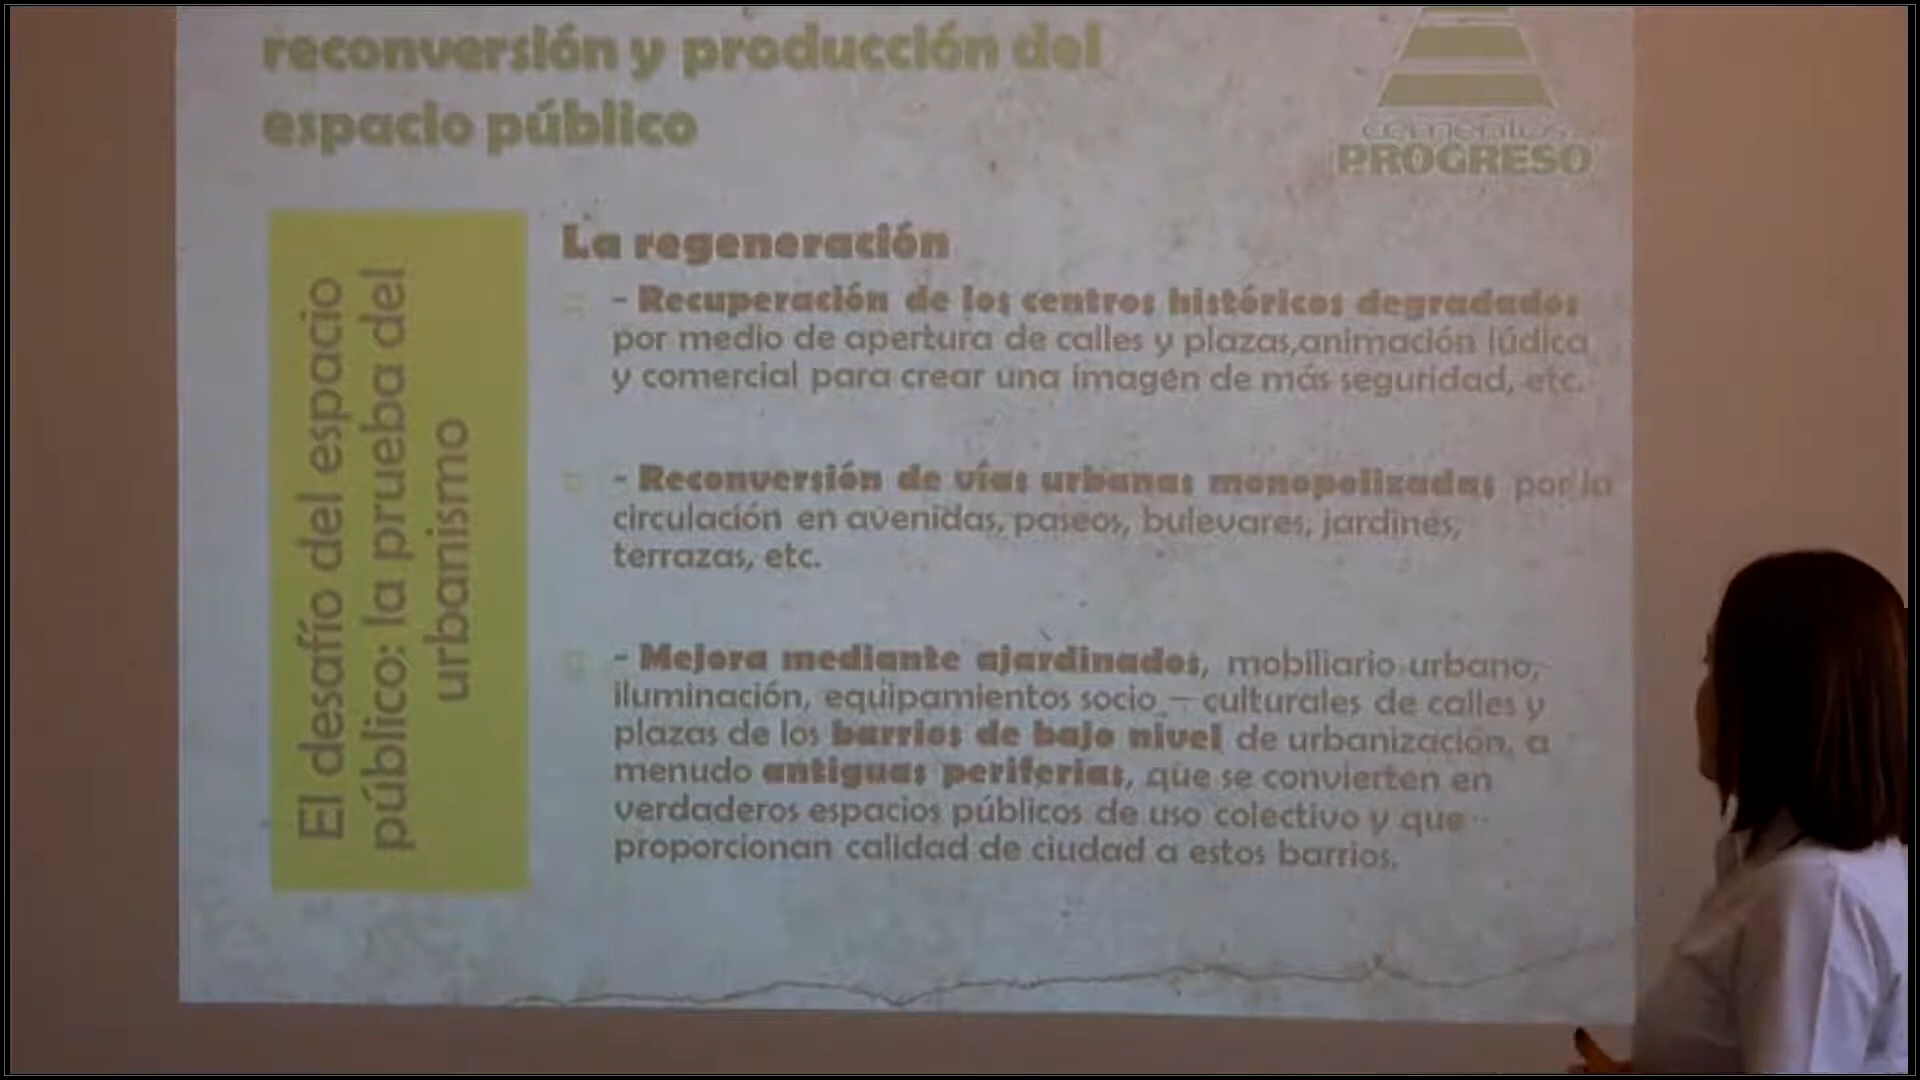 reconversión y producción del
espacio público
cementos
PROGRESO
El desafío del espacio
público: la prueba del
urbanismo
La regeneración
- Recuperación de los centros históricos degradados
por medio de apertura de calles y plazas,animación lúdica
y comercial para crear una imagen de más seguridad, etc.
- Reconversión de vías urbanas monopolizadas por la
circulación en avenidas, paseos, bulevares, jardines,
terrazas, etc.
- Mejora mediante ajardinados, mobiliario urbano,
iluminación, equipamientos socio – culturales de calles y
plazas de los barrios de bajo nivel de urbanización, a
menudo antiguas periferias, que se convierten en
verdaderos espacios públicos de uso colectivo y que
proporcionan calidad de ciudad a estos barrios.